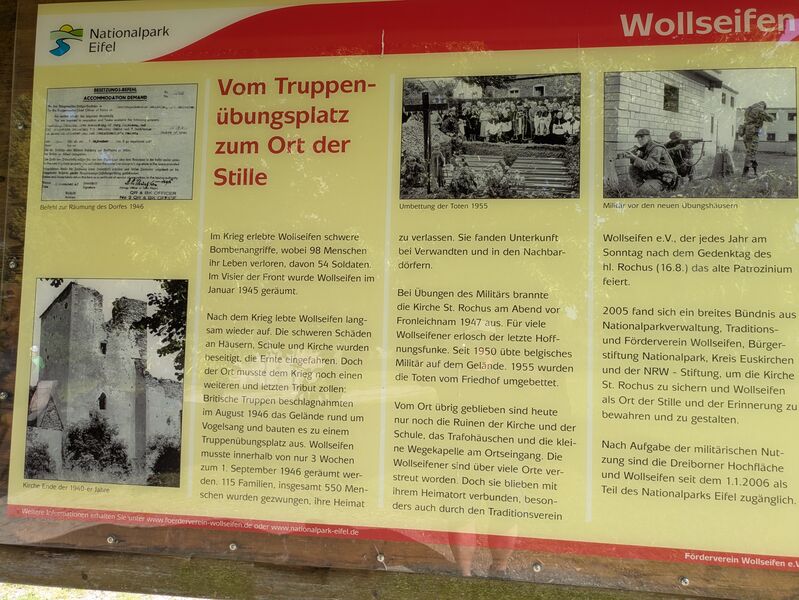 Nationalpark
Eifel
Wollseifen
BESETZUNGS-BEFEHL
ACCOMMODATION DEMAND
Befehl zur Räumung des Dorfes 1946
Kirche Ende der 1940-er Jahre
Vom Truppen-
übungsplatz
zum Ort der
Stille
Im Krieg erlebte Wollseifen schwere
Bombenangriffe, wobei 98 Menschen
ihr Leben verloren, davon 54 Soldaten.
Im Visier der Front wurde Wollseifen im
Januar 1945 geräumt.
Nach dem Krieg lebte Wollseifen lang-
sam wieder auf. Die schweren Schäden
an Häusern, Schule und Kirche wurden
beseitigt, die Ernte eingefahren. Doch
der Ort musste dem Krieg noch einen
weiteren und letzten Tribut zollen:
Britische Truppen beschlagnahmten
im August 1946 das Gelände rund um
Vogelsang und bauten es zu einem
Truppenübungsplatz aus. Wollseifen
musste innerhalb von nur 3 Wochen
zum 1. September 1946 geräumt wer-
den. 115 Familien, insgesamt 550 Men-
schen wurden gezwungen, ihre Heimat
Umbettung der Toten 1955
zu verlassen. Sie fanden Unterkunft
bei Verwandten und in den Nachbar-
dörfern.
Bei Übungen des Militärs brannte
die Kirche St. Rochus am Abend vor
Fronleichnam 1947 aus. Für viele
Wollseifener erlosch der letzte Hoff-
nungsfunke. Seit 1950 übte belgisches
Militär auf dem Gelände. 1955 wurden
die Toten vom Friedhof umgebettet.
Vom Ort übrig geblieben sind heute
nur noch die Ruinen der Kirche und der
Schule, das Trafohäuschen und die klei-
ne Wegekapelle am Ortseingang. Die
Wollseifener sind über viele Orte ver-
streut worden. Doch sie blieben mit
ihrem Heimatort verbunden, beson-
ders auch durch den Traditionsverein
Militär vor den neuen Übungshäusern
Wollseifen e.V., der jedes Jahr am
Sonntag nach dem Gedenktag des
hl. Rochus (16.8.) das alte Patrozinium
feiert.
2005 fand sich ein breites Bündnis aus
Nationalparkverwaltung, Traditions-
und Förderverein Wollseifen, Bürger-
stiftung Nationalpark, Kreis Euskirchen
und der NRW - Stiftung, um die Kirche
St. Rochus zu sichern und Wollseifen
als Ort der Stille und der Erinnerung zu
bewahren und zu gestalten.
Nach Aufgabe der militärischen Nut-
zung sind die Dreiborner Hochfläche
und Wollseifen seit dem 1.1.2006 als
Teil des Nationalparks Eifel zugänglich.
Weitere Informationen erhalten Sie unter www.foerderverein-wollseifen.de oder www.nationalpark-eifel.de
Förderverein Wollseifen e.V.